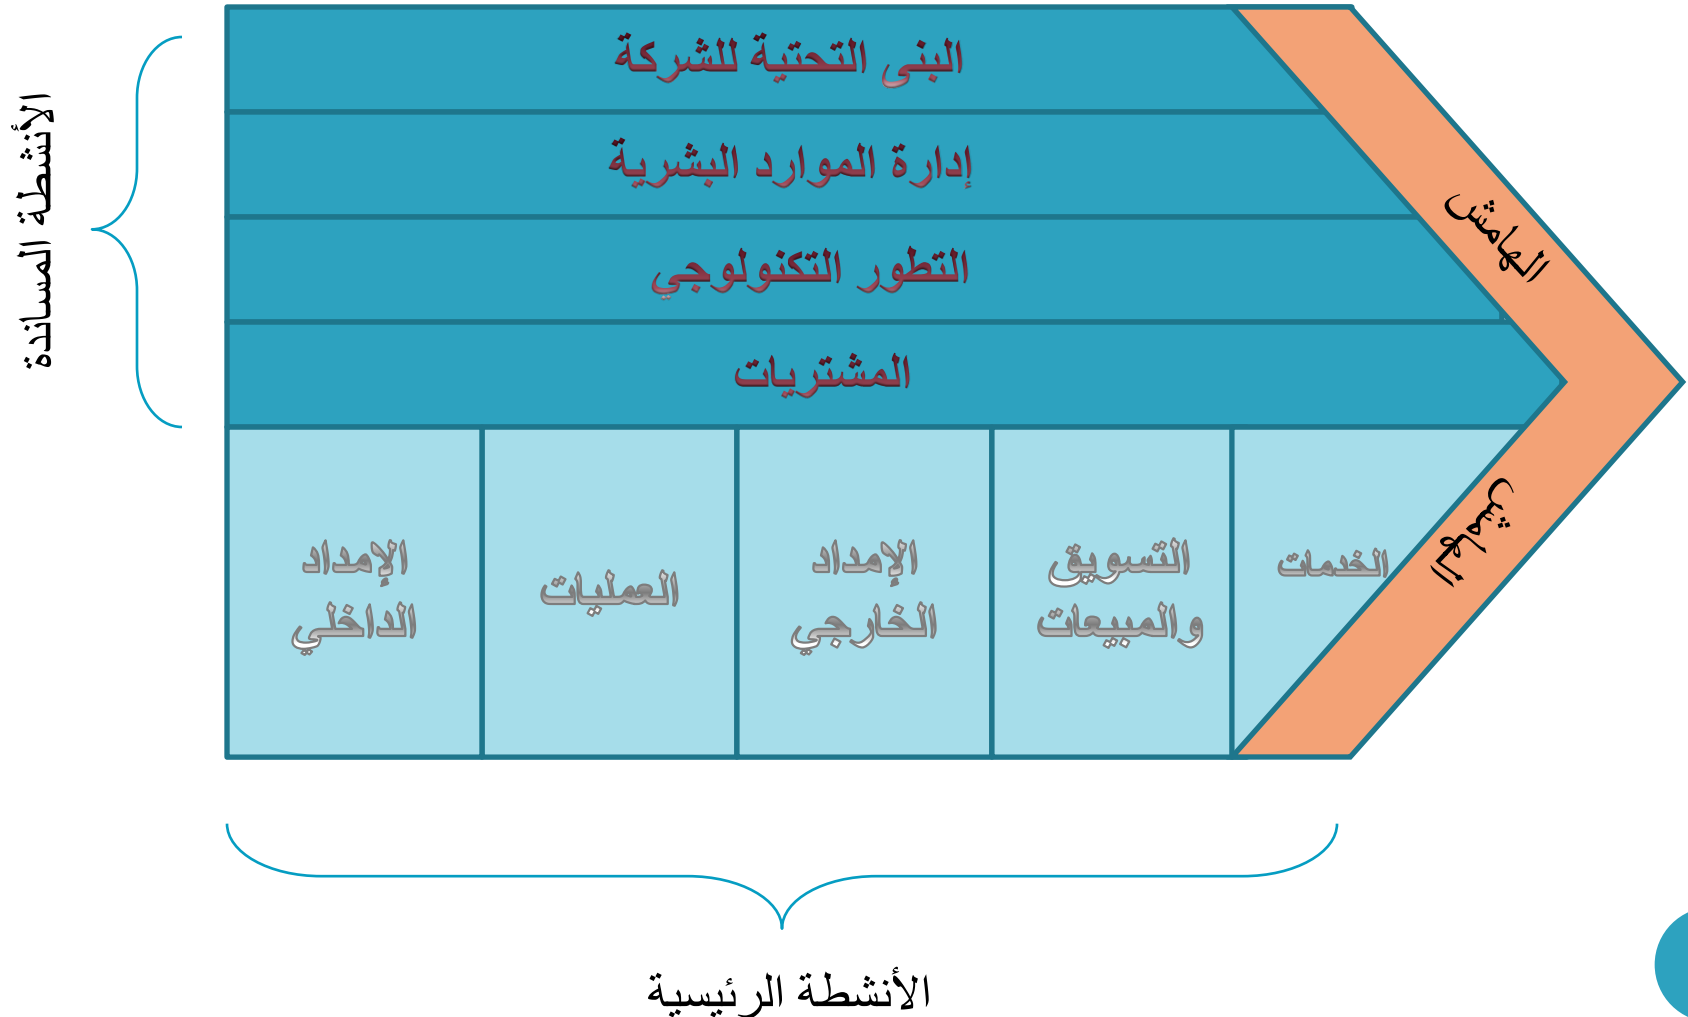 البنى التحتية للشركة
إدارة الموارد البشرية
التطور التكنولوجي
المشتريات
الأنشطة المساندة
الهامش
الهامش
الإمداد
الداخلي
العمليات
الإمداد
الخارجي
التسويق
والمبيعات
الخدمات
الأنشطة الرئيسية